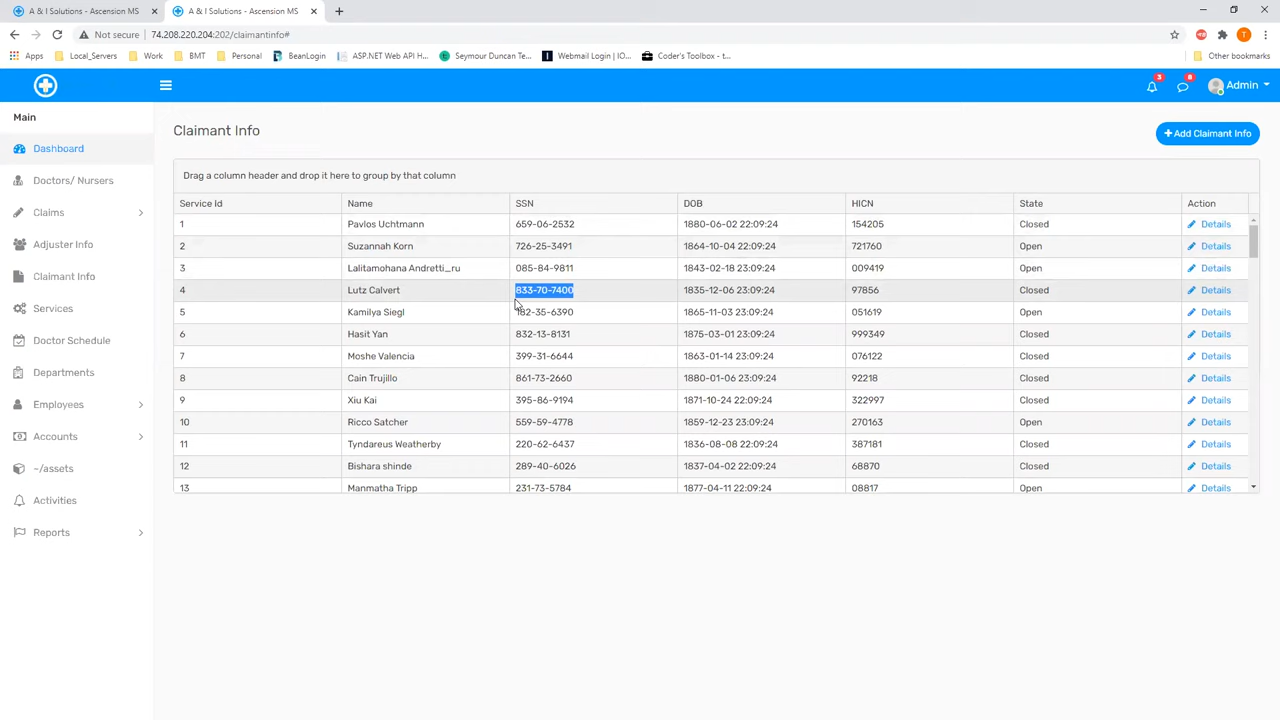 A & I Solutions - Ascension MS
A & I Solutions - Ascension MS
Not secure 74.208.220.204:202/claimantinfo#
T
Apps Local_Servers Work BMT Personal BeanLogin ASP.NET Web API H... Seymour Duncan Te... Webmail Login | IO... Coder's Toolbox - t... Other bookmarks
3 8 Admin
Main
Dashboard
Doctors/ Nursers
Claims
Adjuster Info
Claimant Info
Services
Doctor Schedule
Departments
Employees
Accounts
~/assets
Activities
Reports
Claimant Info
+ Add Claimant Info
Drag a column header and drop it here to group by that column
Service Id Name SSN DOB HICN State Action
1 Pavlos Uchtmann 659-06-2532 1880-06-02 22:09:24 154205 Closed Details
2 Suzannah Korn 726-25-3491 1864-10-04 22:09:24 721760 Open Details
3 Lalitamohana Andretti_ru 085-84-9811 1843-02-18 23:09:24 009419 Open Details
4 Lutz Calvert 833-70-7400 1835-12-06 23:09:24 97856 Closed Details
5 Kamilya Siegl 182-35-6390 1865-11-03 23:09:24 051619 Open Details
6 Hasit Yan 832-13-8131 1875-03-01 23:09:24 999349 Closed Details
7 Moshe Valencia 399-31-6644 1863-01-14 23:09:24 076122 Closed Details
8 Cain Trujillo 861-73-2660 1880-01-06 23:09:24 92218 Closed Details
9 Xiu Kai 395-86-9194 1871-10-24 22:09:24 322997 Closed Details
10 Ricco Satcher 559-59-4778 1859-12-23 23:09:24 270163 Open Details
11 Tyndareus Weatherby 220-62-6437 1836-08-08 22:09:24 387181 Closed Details
12 Bishara shinde 289-40-6026 1837-04-02 22:09:24 68870 Closed Details
13 Manmatha Tripp 231-73-5784 1877-04-11 22:09:24 08817 Open Details